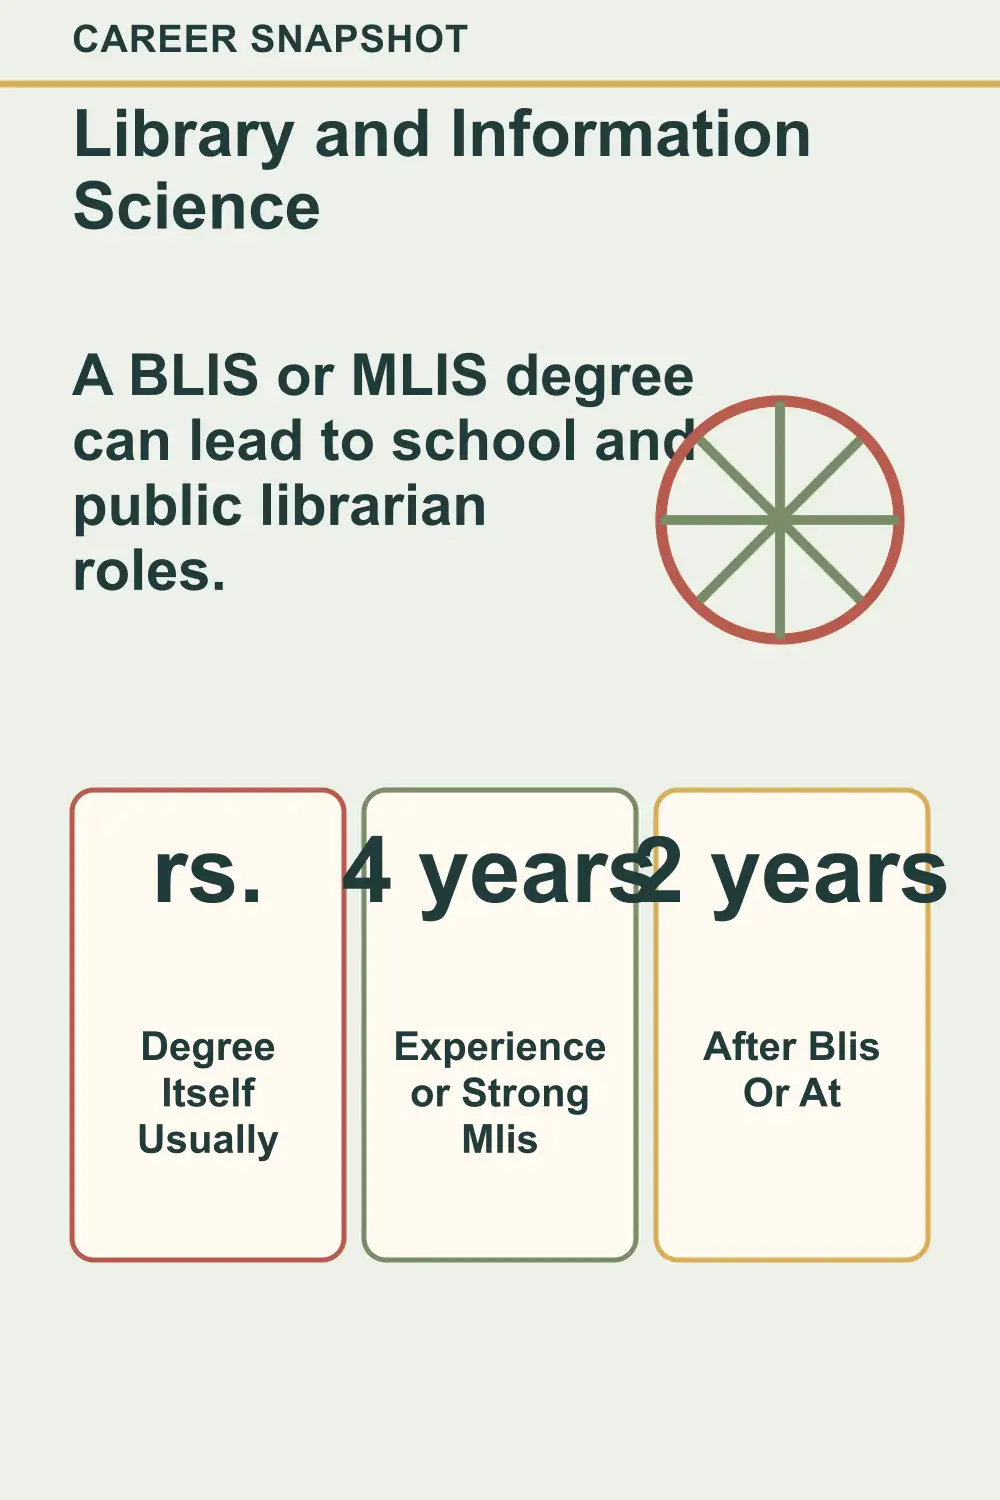 CAREER SNAPSHOT
Library and Information
Science
A BLIS or MLIS degree
can lead to school and
public librarian
roles.
rs.
4 years
2 years
Degree
Itself
Usually
Experience
or Strong
Mlis
After Blis
Or At